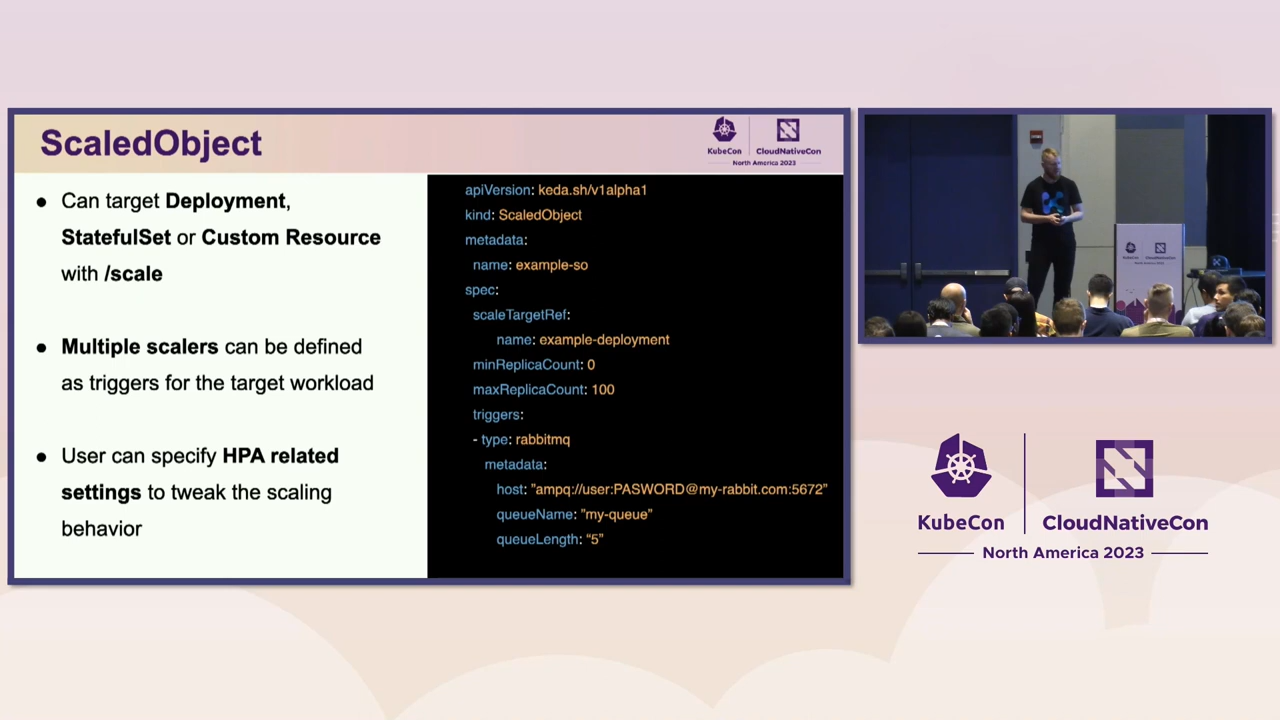 ScaledObject
KubeCon
CloudNativeCon
North America 2023
● Can target Deployment,
StatefulSet or Custom Resource
with /scale
● Multiple scalers can be defined
as triggers for the target workload
● User can specify HPA related
settings to tweak the scaling
behavior
apiVersion: keda.sh/v1alpha1
kind: ScaledObject
metadata:
name: example-so
spec:
scaleTargetRef:
name: example-deployment
minReplicaCount: 0
maxReplicaCount: 100
triggers:
- type: rabbitmq
metadata:
host: ”ampq://user:PASWORD@my-rabbit.com:5672”
queueName: ”my-queue”
queueLength: “5”
KubeCon
CloudNativeCon
North America 2023